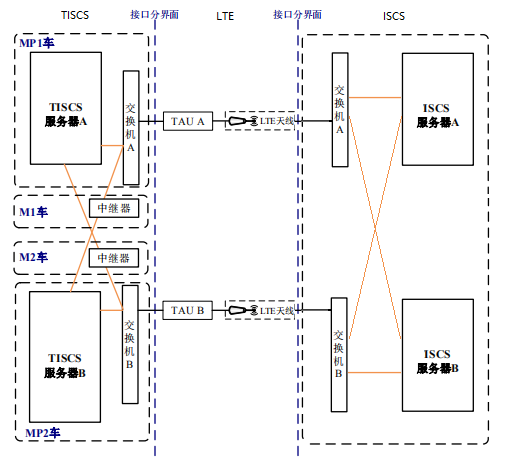 TISCS
接口分界面
LTE
接口分界面
ISCS
MP1车
TISCS
服务器A
交
换
机
A
TAU A
LTE天线
交
换
机
A
ISCS
服务器A
M1车
中继器
M2车
中继器
TISCS
服务器B
交
换
机
B
TAU B
LTE天线
交
换
机
B
ISCS
服务器B
MP2车